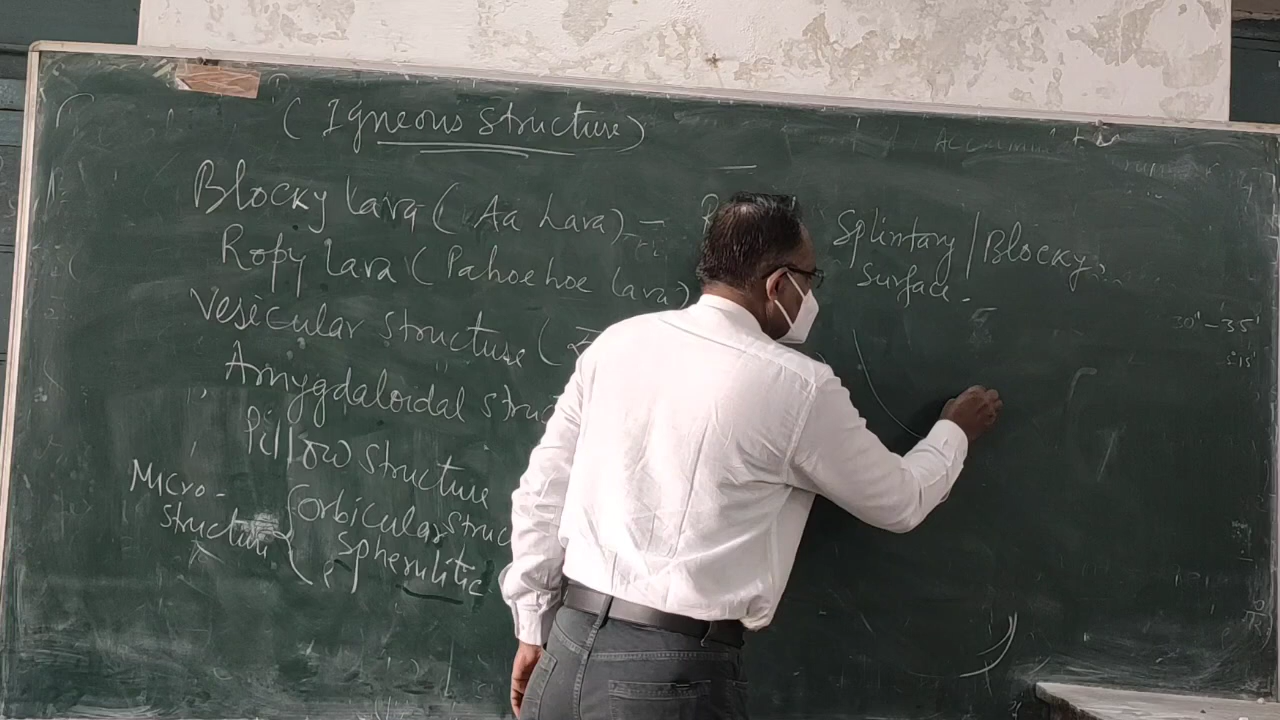 (Igneous structure)
Blocky lava (Aa lava) – Splintary / Blocky
surface.
Ropy lava (Pahoehoe lava)
Vesicular structure (
Amygdaloidal struc
Pillow structure
Micro-
structure { orbicular struc
Spherulitic
30" – 35'